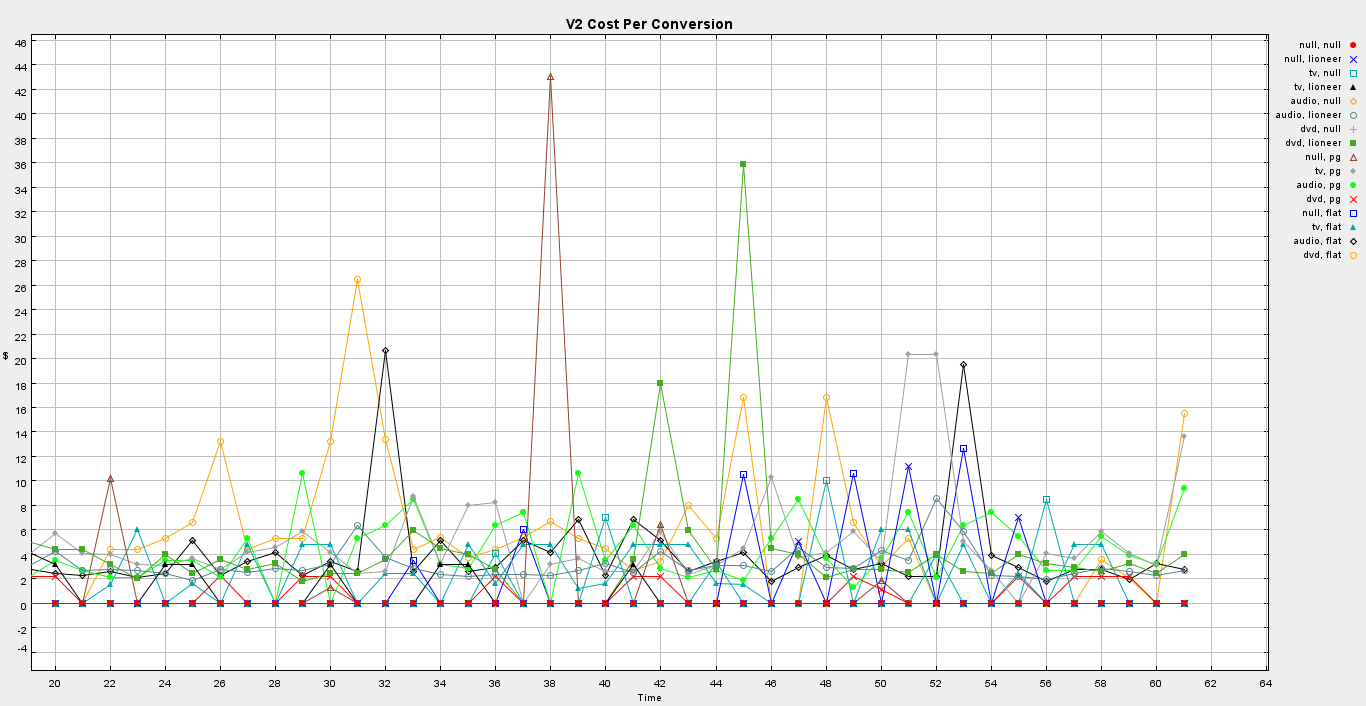 V2 Cost Per Conversion
46
44
42
40
38
36
34
32
30
28
26
24
22
20
18
16
14
12
10
8
6
4
2
0
-2
-4
$
20 22 24 26 28 30 32 34 36 38 40 42 44 46 48 50 52 54 56 58 60 62 64
Time
null, null
null, lioneer
tv, null
tv, lioneer
audio, null
audio, lioneer
dvd, null
dvd, lioneer
null, pg
tv, pg
audio, pg
dvd, pg
null, flat
tv, flat
audio, flat
dvd, flat